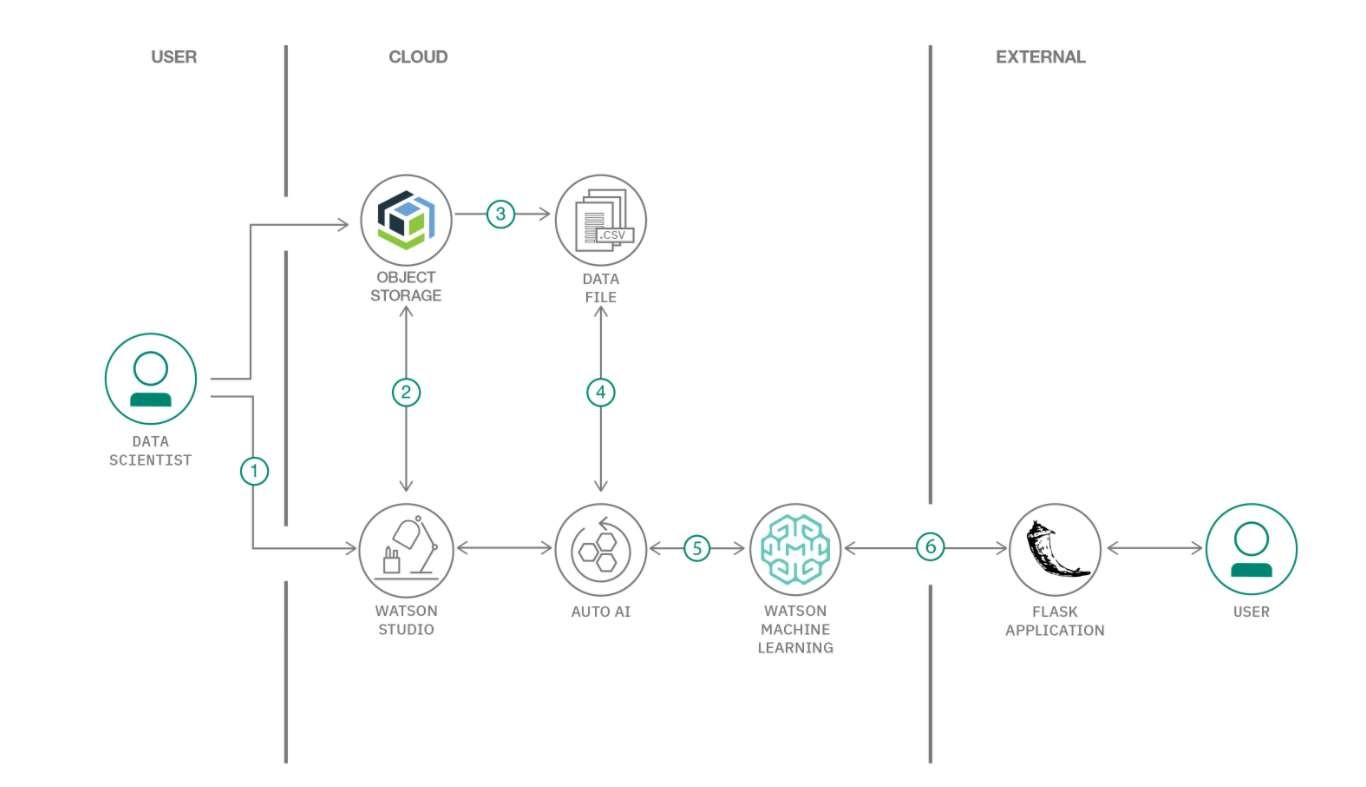 USER
CLOUD
EXTERNAL
3
.CSV
OBJECT
STORAGE
DATA
FILE
2
4
DATA
SCIENTIST
1
5
6
WATSON
STUDIO
AUTO AI
WATSON
MACHINE
LEARNING
FLASK
APPLICATION
USER